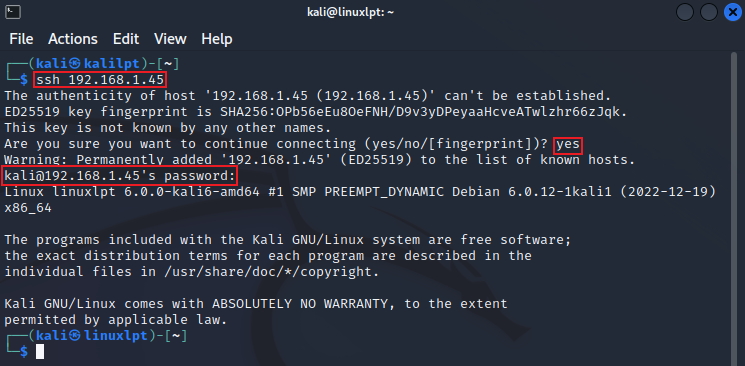 kali@linuxlpt: ~
File Actions Edit View Help
┌──(kali㉿kalilpt)-[~]
└─$ ssh 192.168.1.45
The authenticity of host '192.168.1.45 (192.168.1.45)' can't be established.
ED25519 key fingerprint is SHA256:OPb56eEu8OeFNH/D9v3yDPeyaaHcveATwlzhr66zJqk.
This key is not known by any other names.
Are you sure you want to continue connecting (yes/no/[fingerprint])? yes
Warning: Permanently added '192.168.1.45' (ED25519) to the list of known hosts.
kali@192.168.1.45's password:
Linux linuxlpt 6.0.0-kali6-amd64 #1 SMP PREEMPT_DYNAMIC Debian 6.0.12-1kali1 (2022-12-19)
x86_64
The programs included with the Kali GNU/Linux system are free software;
the exact distribution terms for each program are described in the
individual files in /usr/share/doc/*/copyright.
Kali GNU/Linux comes with ABSOLUTELY NO WARRANTY, to the extent
permitted by applicable law.
┌──(kali㉿linuxlpt)-[~]
└─$